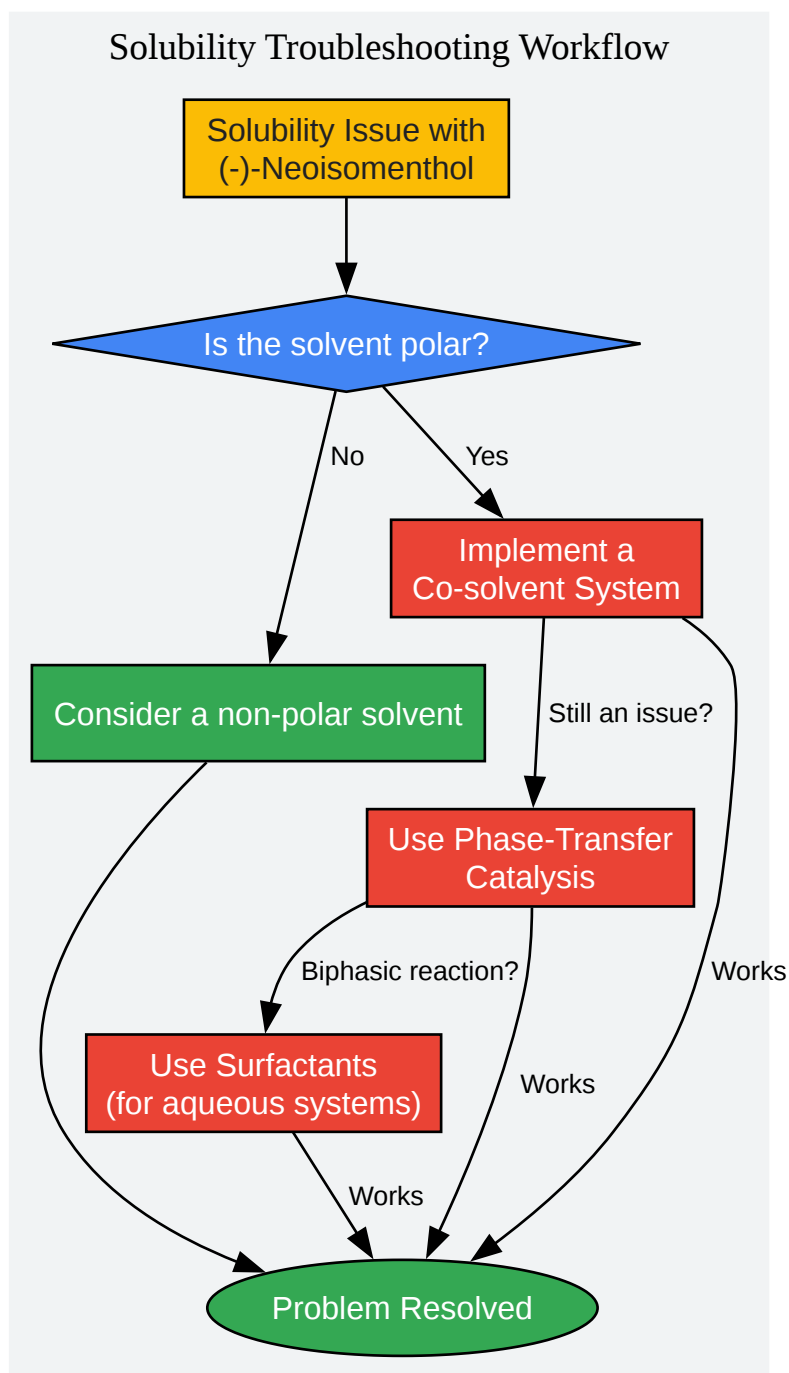 Solubility Troubleshooting Workflow
Solubility Issue with
(-)-Neoisomenthol
Is the solvent polar?
No
Yes
Implement a
Co-solvent System
Consider a non-polar solvent
Still an issue?
Use Phase-Transfer
Catalysis
Biphasic reaction?
Works
Use Surfactants
(for aqueous systems)
Works
Works
Problem Resolved